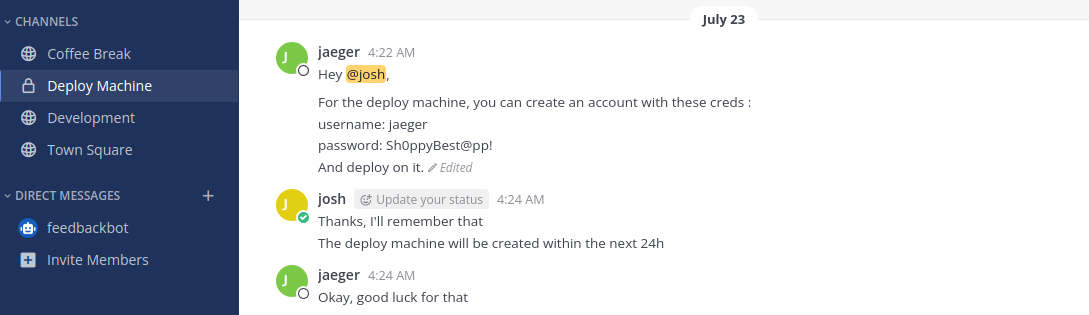 CHANNELS
Coffee Break
Deploy Machine
Development
Town Square
DIRECT MESSAGES
feedbackbot
Invite Members
July 23
J
jaeger 4:22 AM
Hey @josh,
For the deploy machine, you can create an account with these creds :
username: jaeger
password: Sh0ppyBest@pp!
And deploy on it. Edited
J
josh Update your status 4:24 AM
Thanks, I'll remember that
The deploy machine will be created within the next 24h
J
jaeger 4:24 AM
Okay, good luck for that